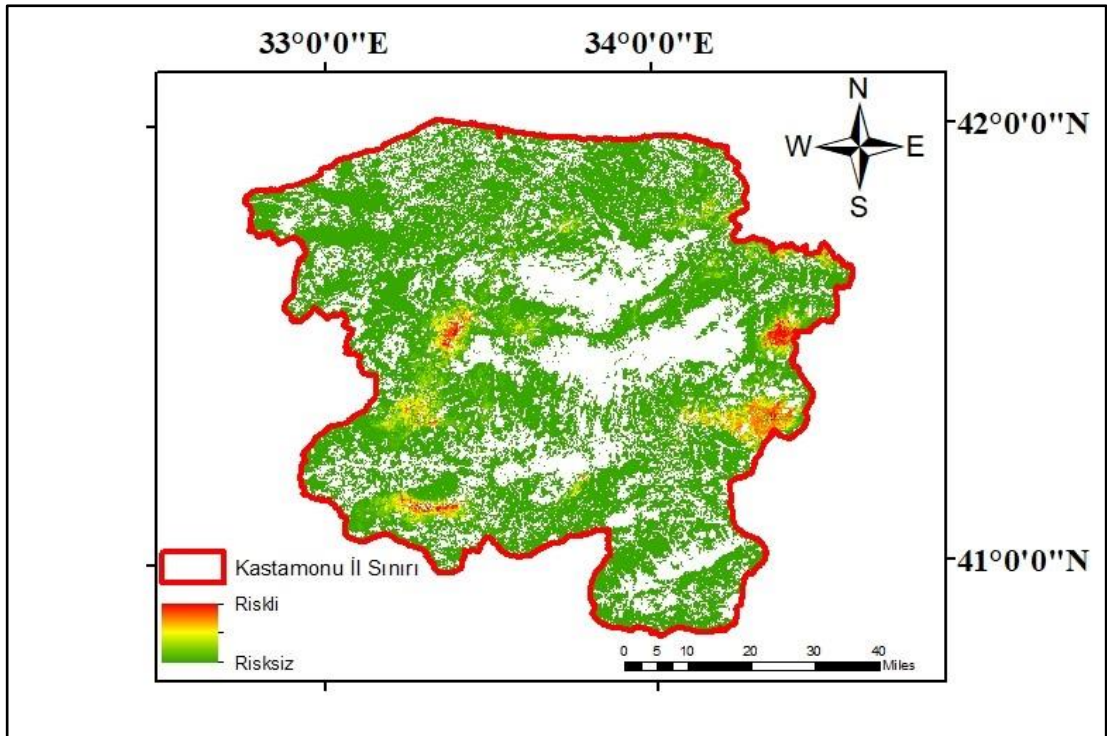 33°0'0"E 34°0'0"E
42°0'0"N
N
W E
S
41°0'0"N
Kastamonu İl Sınırı
Riskli
Risksiz
0 5 10 20 30 40
Miles